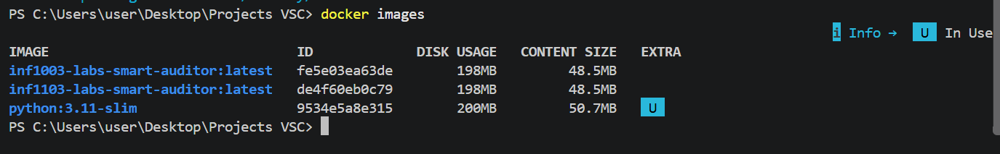 PS C:\Users\user\Desktop\Projects VSC> docker images
i Info → U In Use
IMAGE ID DISK USAGE CONTENT SIZE EXTRA
inf1003-labs-smart-auditor:latest fe5e03ea63de 198MB 48.5MB
inf1103-labs-smart-auditor:latest de4f60eb0c79 198MB 48.5MB
python:3.11-slim 9534e5a8e315 200MB 50.7MB U
PS C:\Users\user\Desktop\Projects VSC>